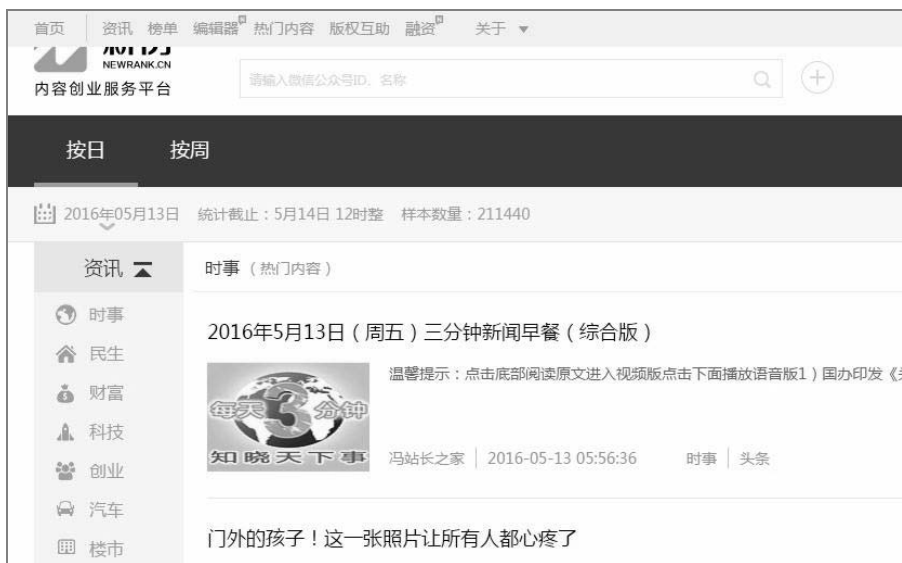 首页 资讯 榜单 编辑器 热门内容 版权互助 融资 关于
NEWRANK.CN
内容创业服务平台
请输入微信公众号ID、名称
按日 按周
2016年05月13日 统计截止：5月14日 12时整 样本数量：211440
资讯
时事（热门内容）
时事
民生
财富
科技
创业
汽车
楼市
2016年5月13日（周五）三分钟新闻早餐（综合版）
每天3分钟
知晓天下事
温馨提示：点击底部阅读原文进入视频版点击下面播放语音版1）国办印发《
冯站长之家 2016-05-13 05:56:36 时事 头条
门外的孩子！这一张照片让所有人都心疼了